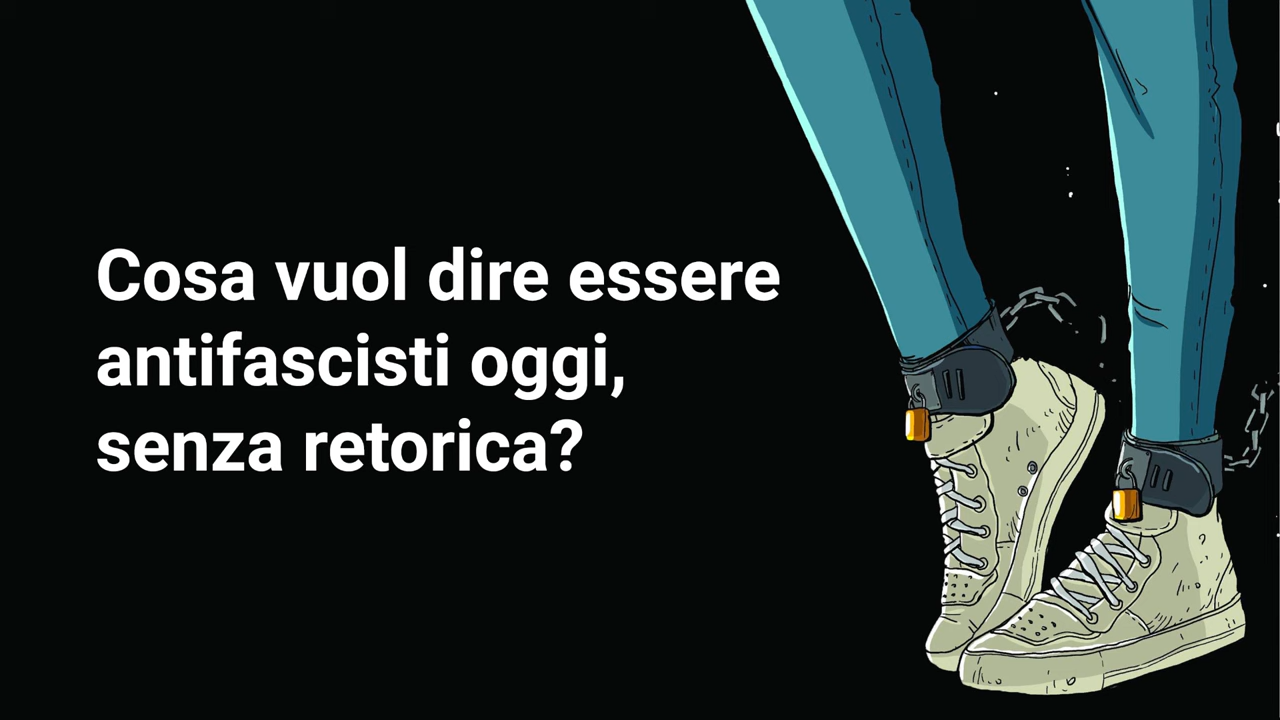 Cosa vuol dire essere
antifascisti oggi,
senza retorica?